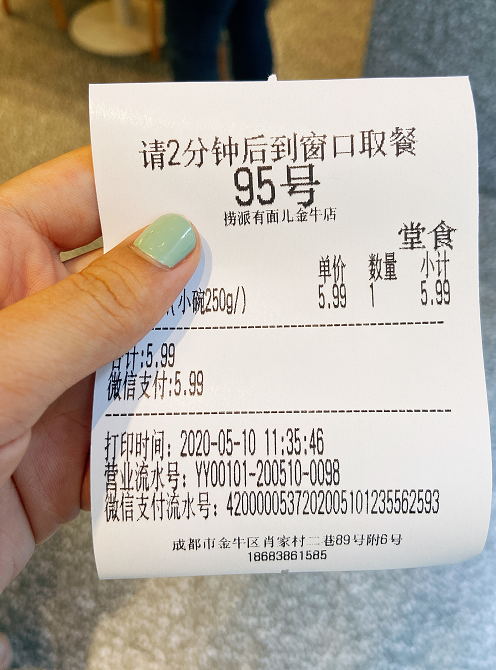 请2分钟后到窗口取餐
95号
捞派有面儿金牛店
堂食
单价 数量 小计
(小碗250g/) 5.99 1 5.99
合计:5.99
微信支付:5.99
打印时间: 2020-05-10 11:35:46
营业流水号: YY00101-200510-0098
微信支付流水号: 4200000537202005101235562593
成都市金牛区肖家村二巷89号附6号
18683861585